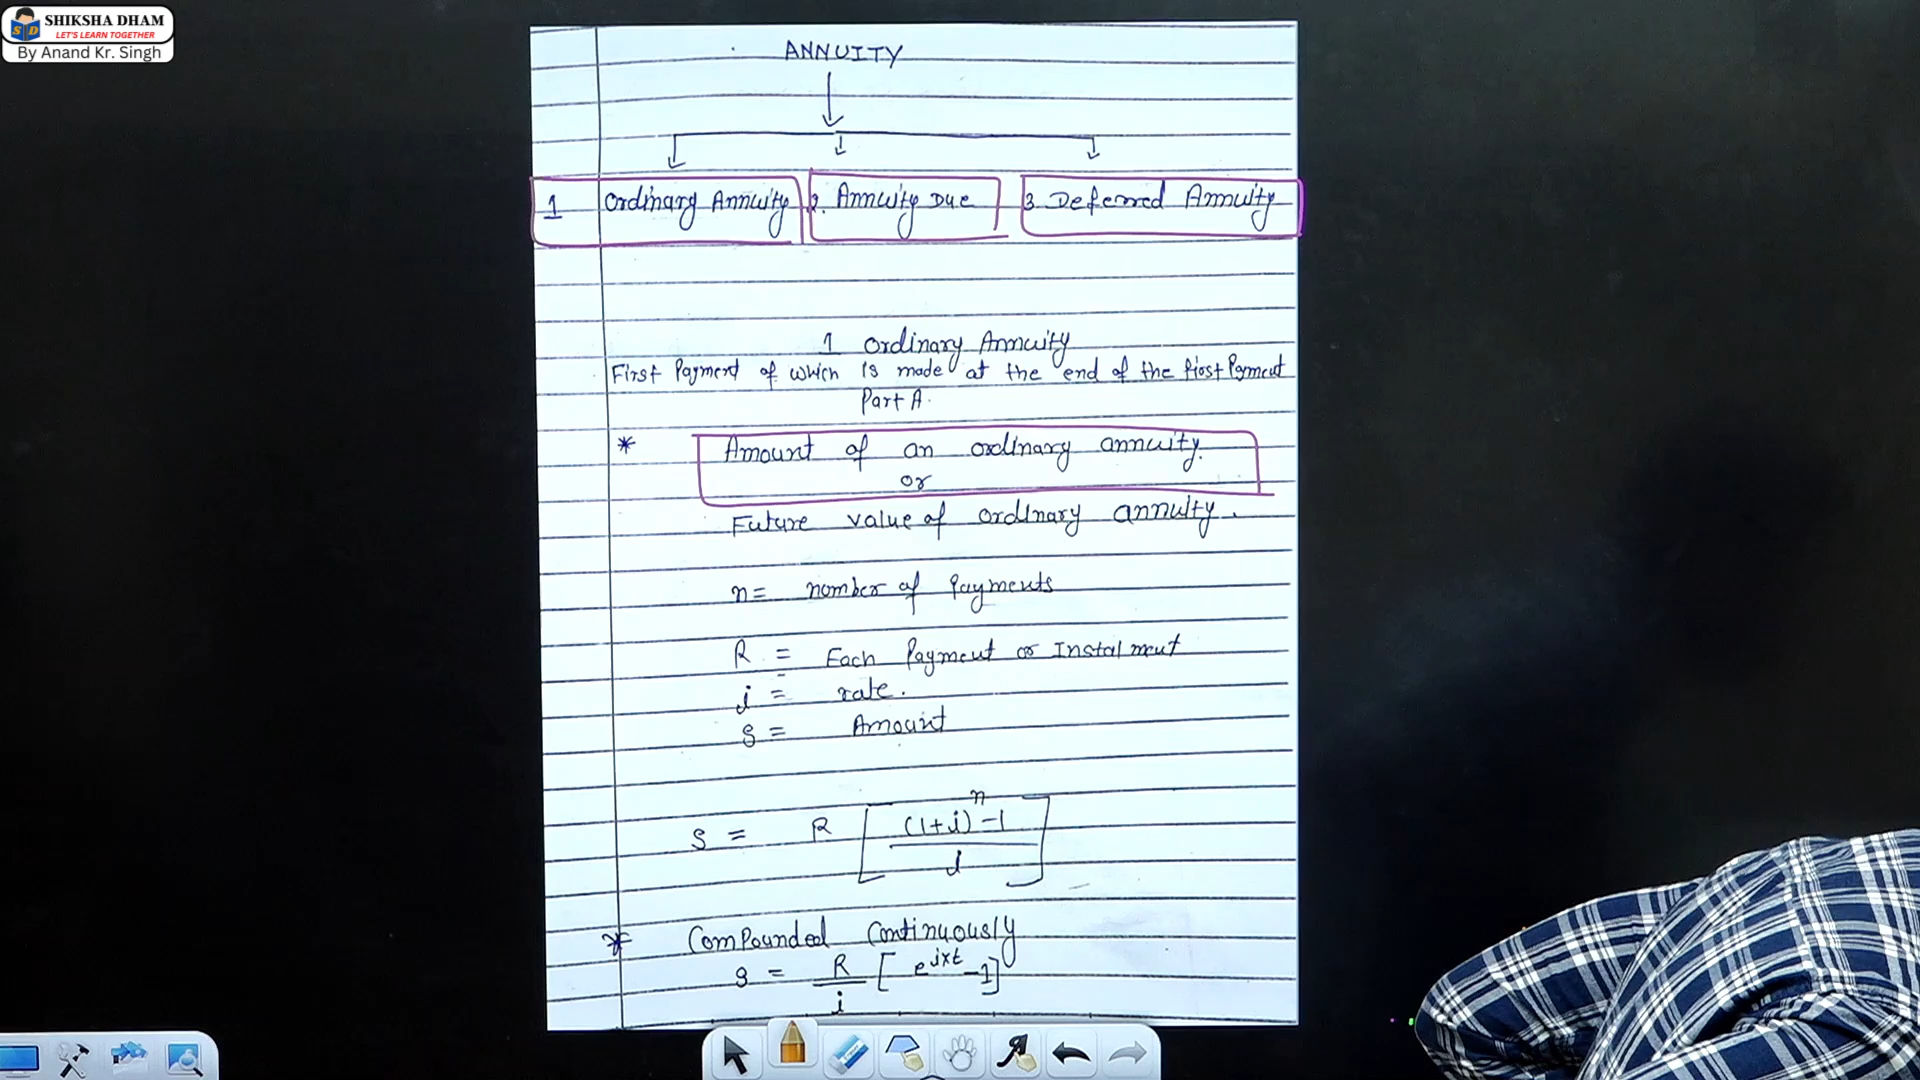 SHIKSHA DHAM
LET'S LEARN TOGETHER
By Anand Kr. Singh
ANNUITY
1 Ordinary Annuity 2. Annuity Due 3 Deferred Annuity
1 Ordinary Annuity
First Payment of which is made at the end of the first Payment
Part A.
* Amount of an ordinary annuity.
or
Future value of ordinary annuity.
n = number of Payments
R = Each Payment or Instalment
i = rate.
S = Amount
S = R [ (1+i)^n - 1 / i ]
* Compounded Continuously
S = R/i [ e^ixt - 1 ]